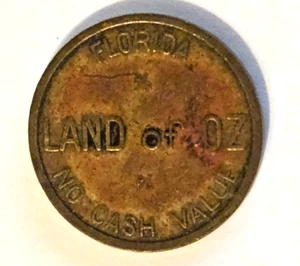 FLORIDA
LAND of OZ
NO CASH VALUE